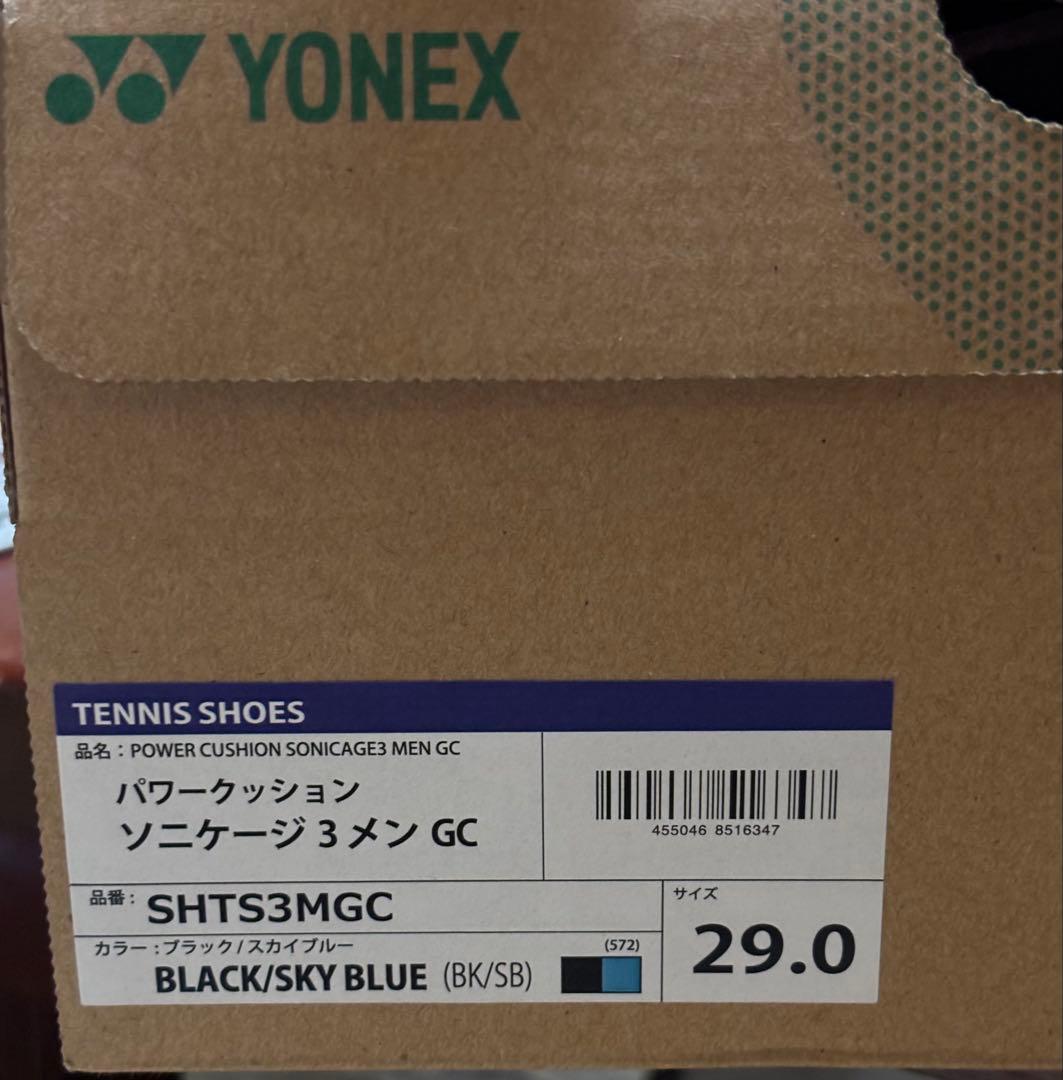 YONEX
TENNIS SHOES
品名：POWER CUSHION SONICAGE3 MEN GC
パワークッション
ソニケージ 3 メン GC
455046 8516347
品番： SHTS3MGC
カラー：ブラック/スカイブルー
(572)
BLACK/SKY BLUE (BK/SB)
サイズ
29.0